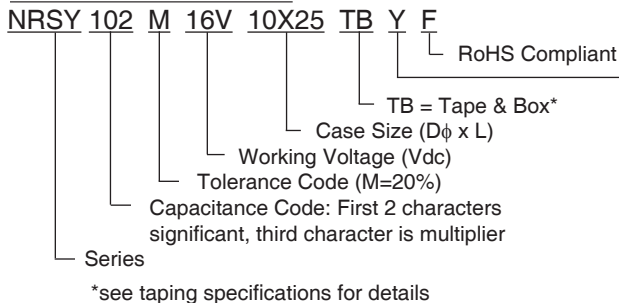 NRSY 102 M 16V 10X25 TB Y F
RoHS Compliant
TB = Tape & Box*
Case Size (Dϕ x L)
Working Voltage (Vdc)
Tolerance Code (M=20%)
Capacitance Code: First 2 characters
significant, third character is multiplier
Series
*see taping specifications for details